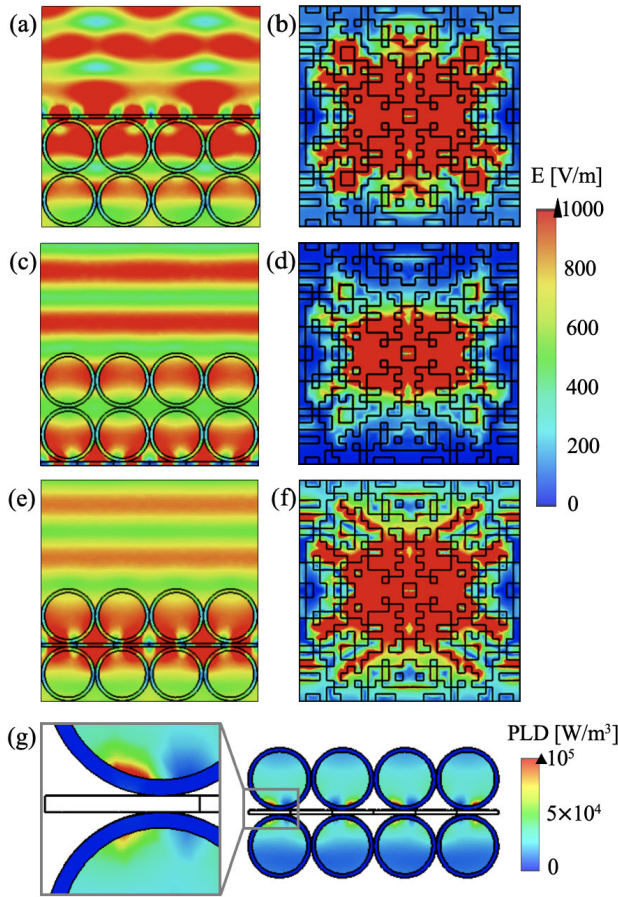 (a)
(b)
E [V/m]
1000
800
600
400
200
0
(c)
(d)
(e)
(f)
(g)
PLD [W/m³]
10⁵
5×10⁴
0